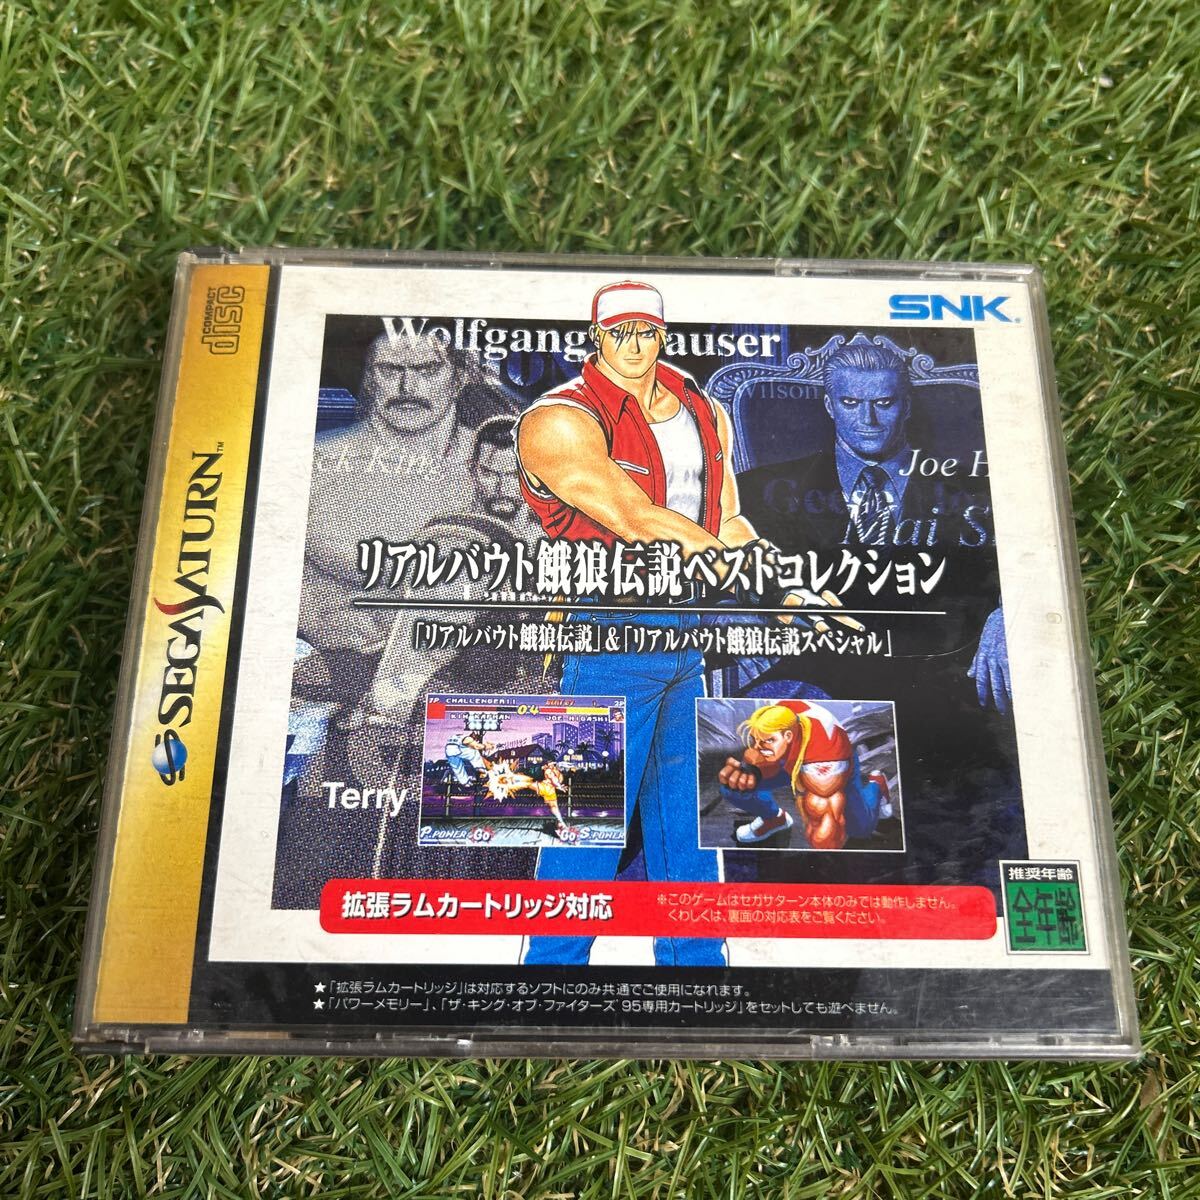 COMPACT
disc
SEGA SATURN™
SNK
Wolfgang
auser
Wilson
ck King
Joe H
Mai S
リアルバウト餓狼伝説ベストコレクション
「リアルバウト餓狼伝説」&「リアルバウト餓狼伝説スペシャル」
CHALLENGER!!
04
KIM KAPHWAN
JOE HIGASHI
P.POWER
Go
Go
S.POWER
Terry
拡張ラムカートリッジ対応
※このゲームはセガサターン本体のみでは動作しません。
くわしくは、裏面の対応表をご覧ください。
推奨年齢
全年齢
★「拡張ラムカートリッジ」は対応するソフトにのみ共通でご使用になれます。
★「パワーメモリー」、「ザ・キング・オブ・ファイターズ'95専用カートリッジ」をセットしても遊べません。